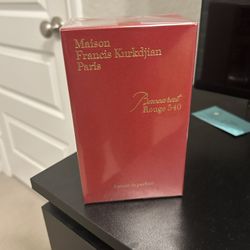 Maison
Francis Kurkdjian
Paris
Baccarat
Rouge 540
Extrait de parfum